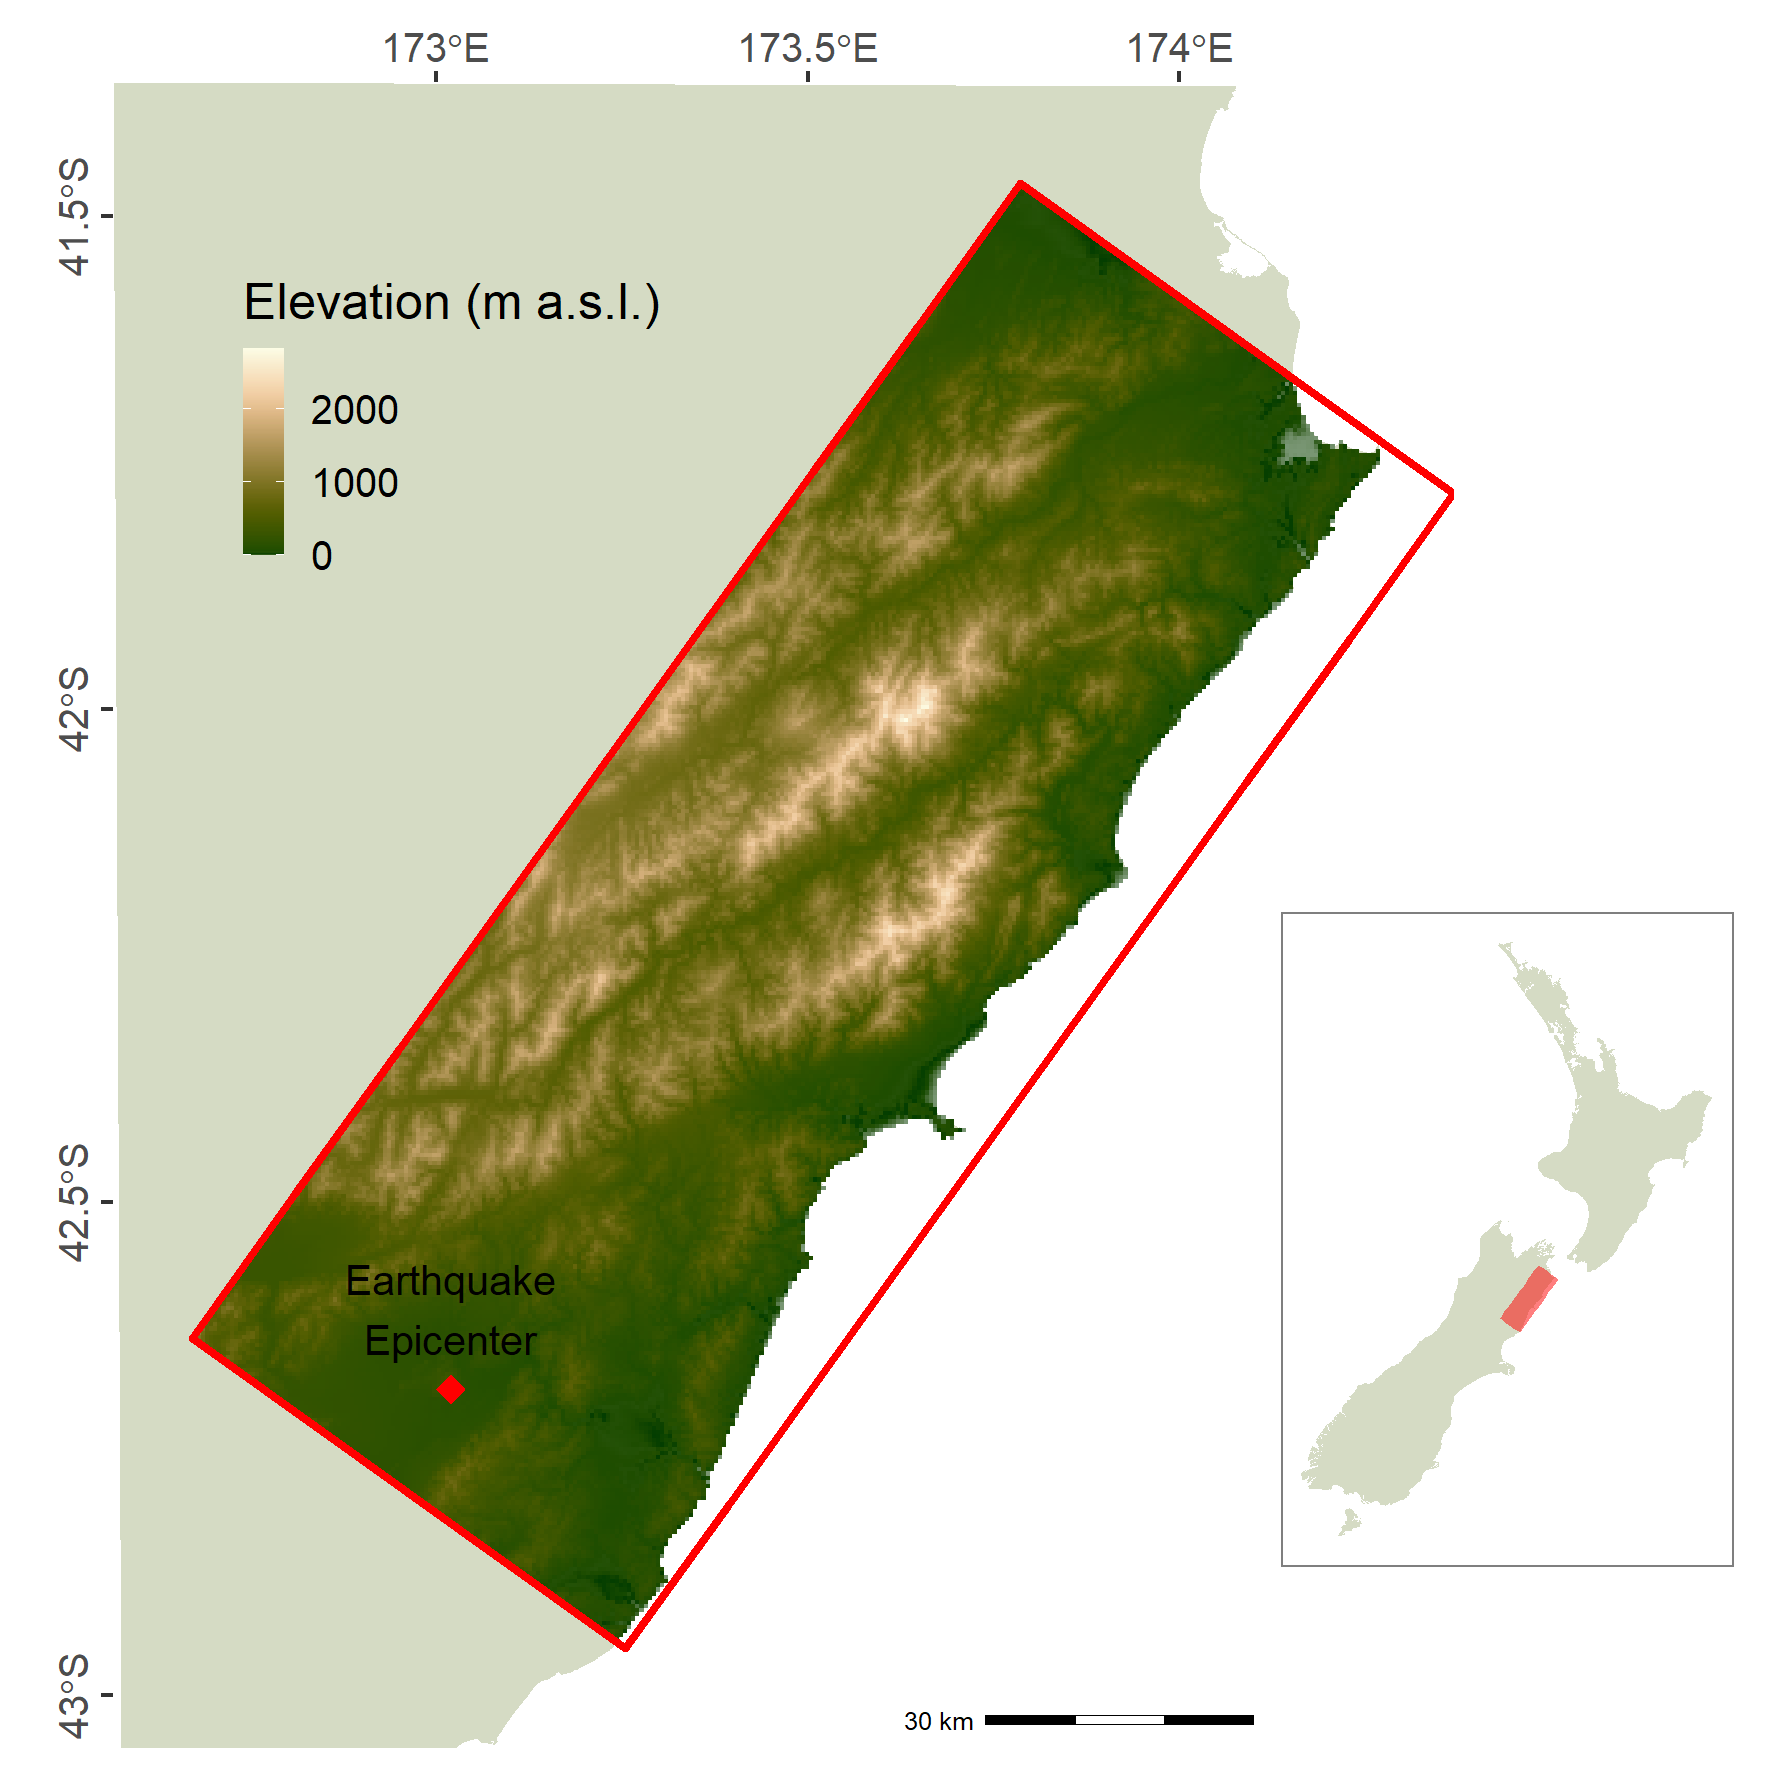 173°E
173.5°E
174°E
41.5°S
Elevation (m a.s.l.)
2000
1000
0
42°S
42.5°S
Earthquake
Epicenter
43°S
30 km